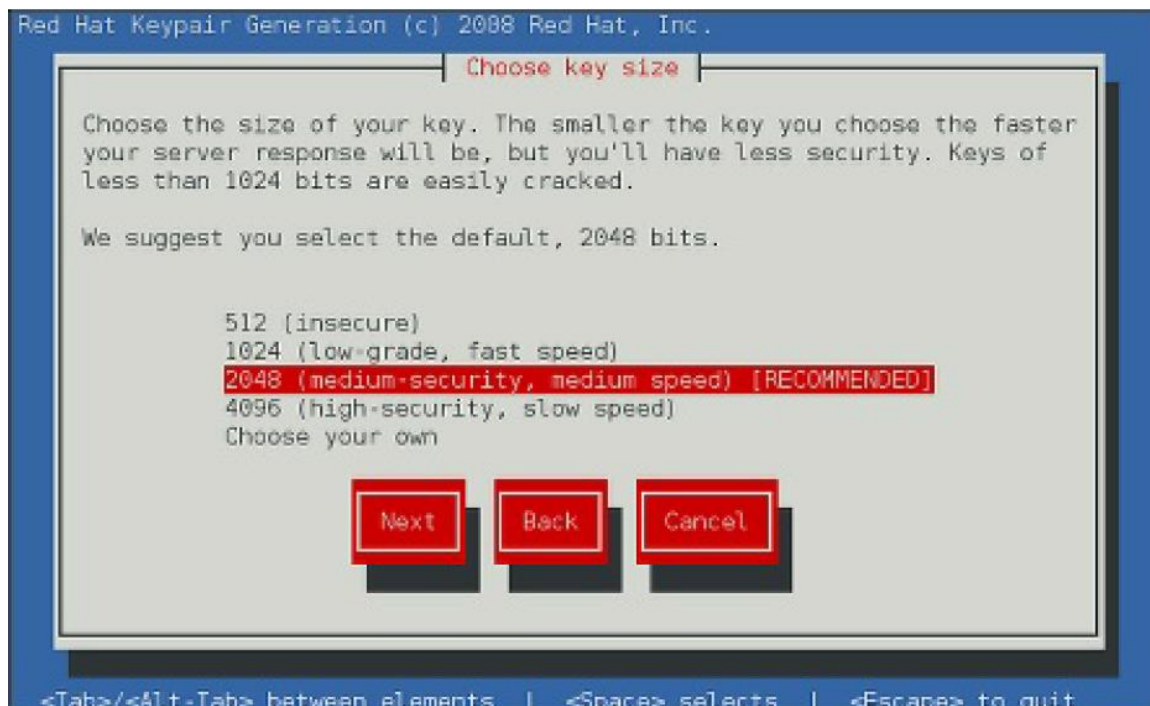 Red Hat Keypair Generation (c) 2008 Red Hat, Inc.
Choose key size
Choose the size of your key. The smaller the key you choose the faster
your server response will be, but you'll have less security. Keys of
less than 1024 bits are easily cracked.
We suggest you select the default, 2048 bits.
512 (insecure)
1024 (low-grade, fast speed)
2048 (medium-security, medium speed) [RECOMMENDED]
4096 (high-security, slow speed)
Choose your own
Next Back Cancel
<Tab>/<Alt-Tab> between elements | <Space> selects | <Escape> to quit